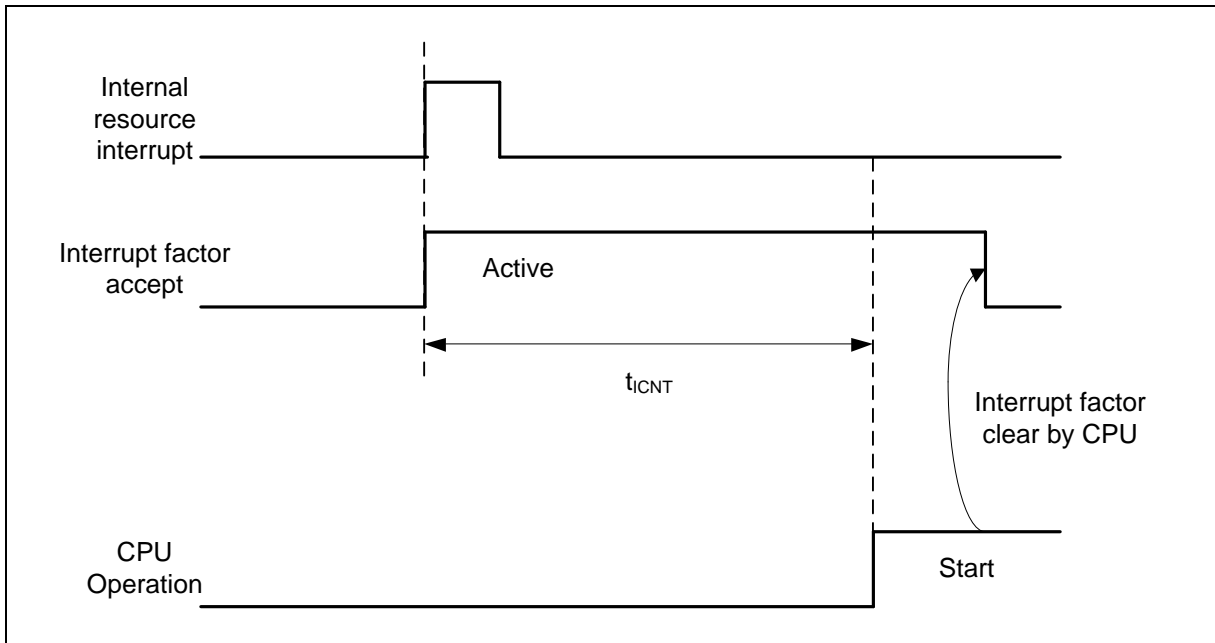 Internal
resource
interrupt
Interrupt factor
accept
Active
tICNT
Interrupt factor
clear by CPU
CPU
Operation
Start